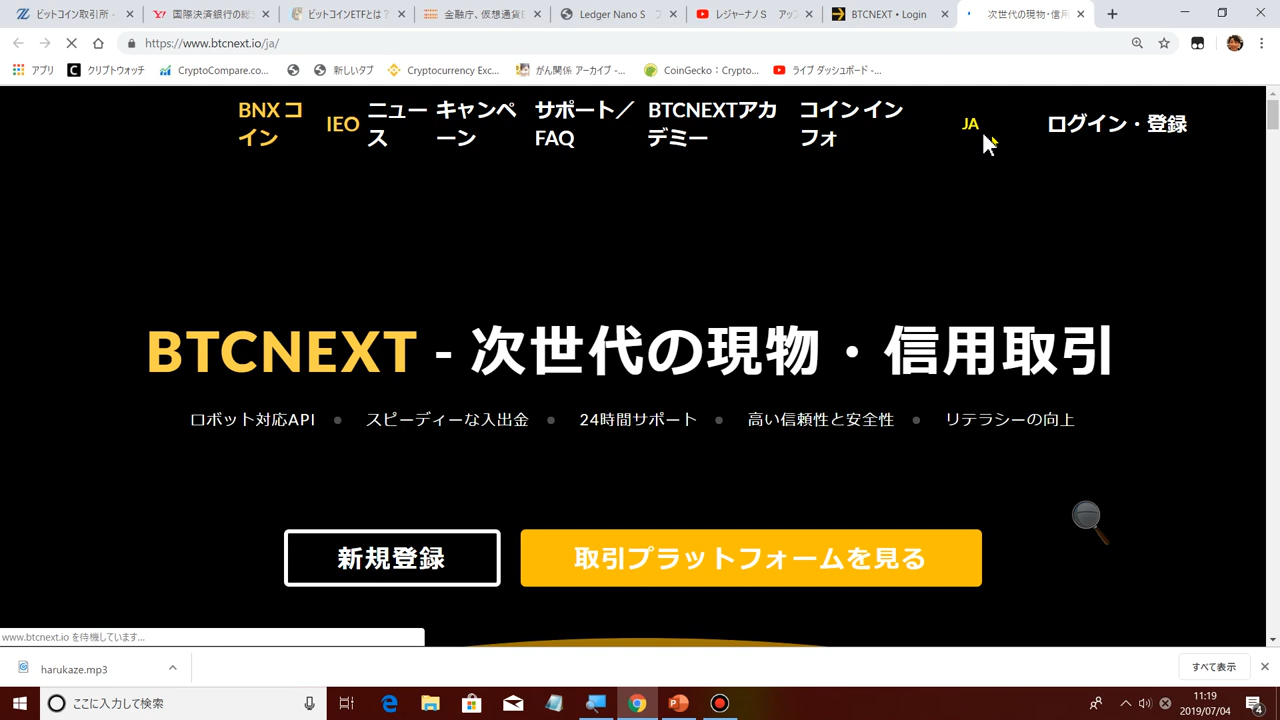 ビットコイン取引所 -
国際決済銀行の総
ビットコインETFとは?
金融庁、仮想通貨E
Ledger Nano S フ
レジャーナノS アッ
BTCNEXT • Login
次世代の現物・信用
https://www.btcnext.io/ja/
アプリ
クリプトウォッチ
CryptoCompare.co...
新しいタブ
Cryptocurrency Exc...
がん関係 アーカイブ -...
CoinGecko：Crypto...
ライブ ダッシュボード -...
BNX コ
イン
IEO
ニュー
ス
キャンペ
ーン
サポート／
FAQ
BTCNEXTアカ
デミー
コイン イン
フォ
JA
ログイン・登録
BTCNEXT - 次世代の現物・信用取引
ロボット対応API ● スピーディーな入出金 ● 24時間サポート ● 高い信頼性と安全性 ● リテラシーの向上
新規登録
取引プラットフォームを見る
www.btcnext.io を待機しています...
harukaze.mp3
すべて表示
ここに入力して検索
11:19
2019/07/04
4